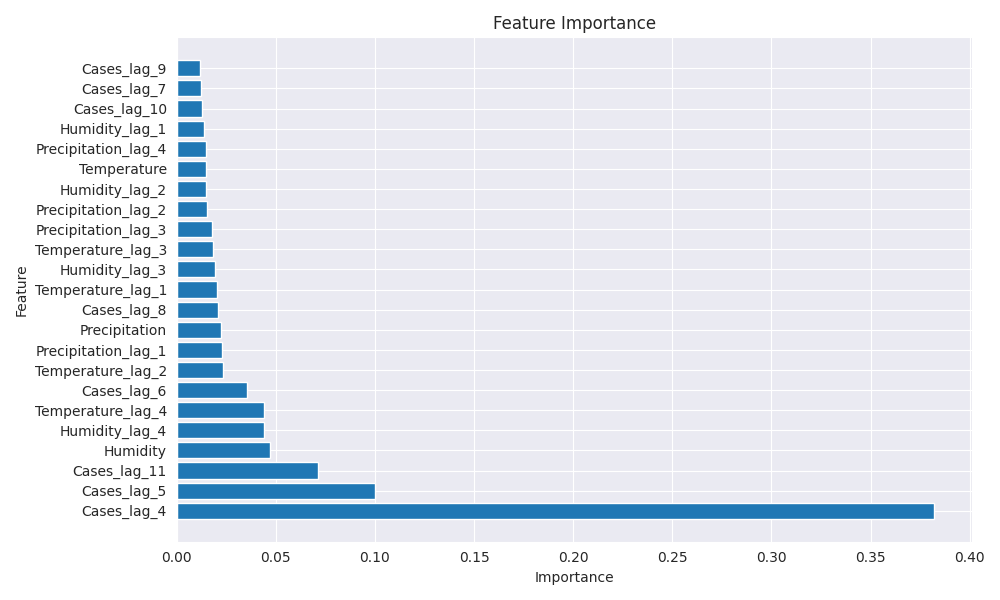 Feature Importance
Cases_lag_9
Cases_lag_7
Cases_lag_10
Humidity_lag_1
Precipitation_lag_4
Temperature
Humidity_lag_2
Precipitation_lag_2
Precipitation_lag_3
Temperature_lag_3
Humidity_lag_3
Temperature_lag_1
Cases_lag_8
Precipitation
Precipitation_lag_1
Temperature_lag_2
Cases_lag_6
Temperature_lag_4
Humidity_lag_4
Humidity
Cases_lag_11
Cases_lag_5
Cases_lag_4
Feature
0.00 0.05 0.10 0.15 0.20 0.25 0.30 0.35 0.40
Importance